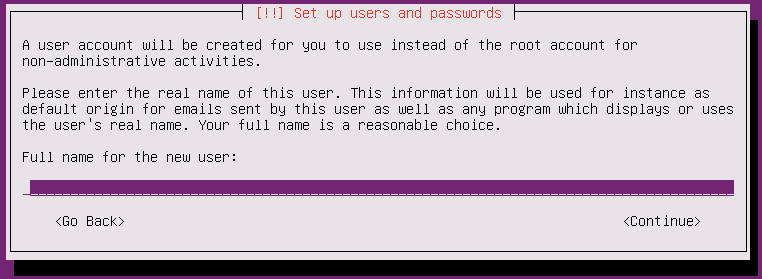 [!!] Set up users and passwords
A user account will be created for you to use instead of the root account for
non-administrative activities.
Please enter the real name of this user. This information will be used for instance as
default origin for emails sent by this user as well as any program which displays or uses
the user's real name. Your full name is a reasonable choice.
Full name for the new user:
<Go Back> <Continue>